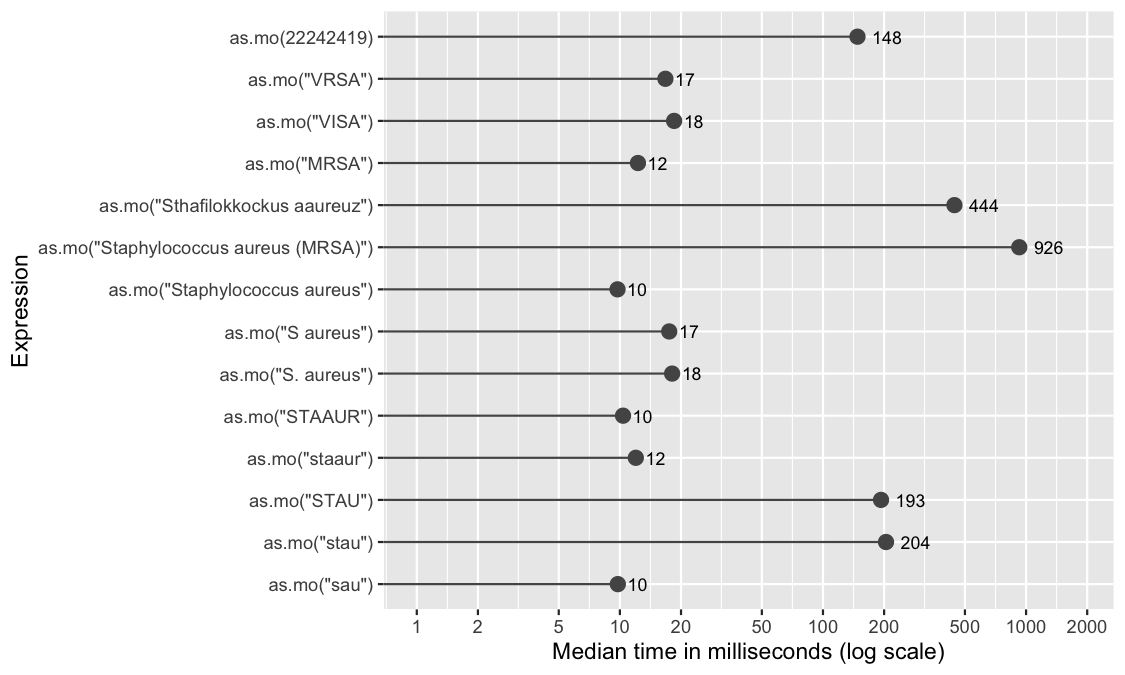 as.mo(22242419) 148
as.mo("VRSA") 17
as.mo("VISA") 18
as.mo("MRSA") 12
as.mo("Sthafilokkockus aaureuz") 444
as.mo("Staphylococcus aureus (MRSA)") 926
as.mo("Staphylococcus aureus") 10
as.mo("S aureus") 17
as.mo("S. aureus") 18
as.mo("STAAUR") 10
as.mo("staaur") 12
as.mo("STAU") 193
as.mo("stau") 204
as.mo("sau") 10
Expression
1 2 5 10 20 50 100 200 500 1000 2000
Median time in milliseconds (log scale)